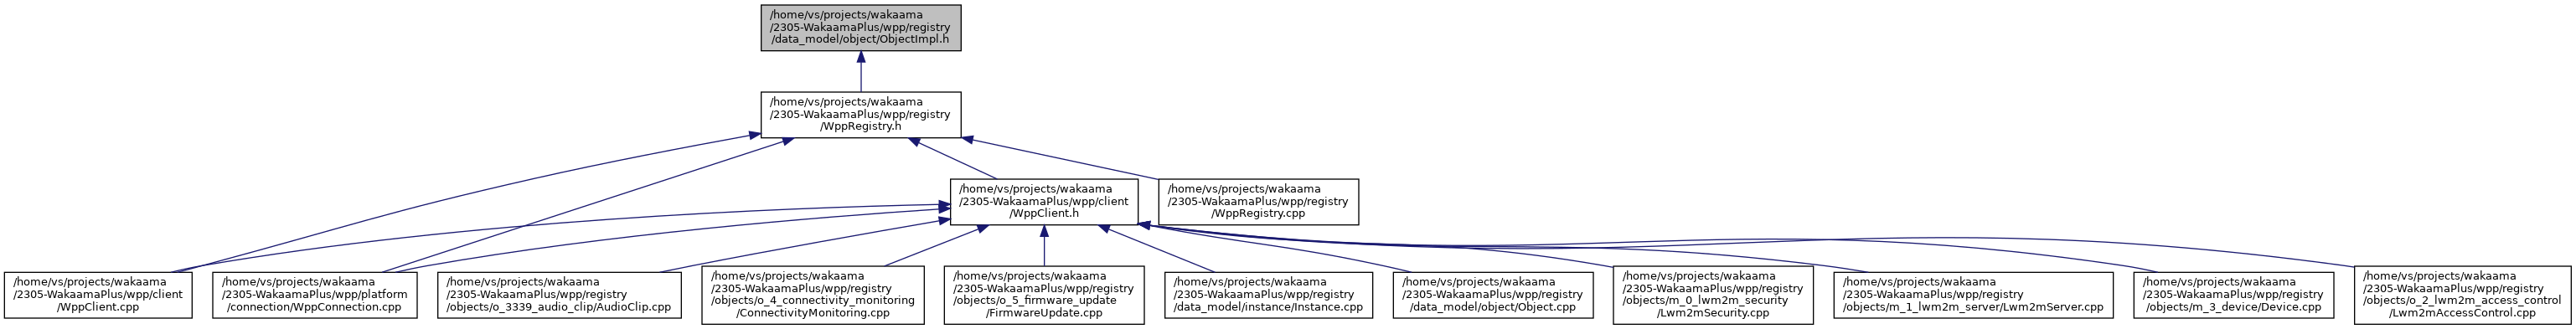 /home/vs/projects/wakaama
/2305-WakaamaPlus/wpp/registry
/data_model/object/ObjectImpl.h
/home/vs/projects/wakaama
/2305-WakaamaPlus/wpp/registry
/WppRegistry.h
/home/vs/projects/wakaama
/2305-WakaamaPlus/wpp/client
/WppClient.h
/home/vs/projects/wakaama
/2305-WakaamaPlus/wpp/registry
/WppRegistry.cpp
/home/vs/projects/wakaama
/2305-WakaamaPlus/wpp/client
/WppClient.cpp
/home/vs/projects/wakaama
/2305-WakaamaPlus/wpp/platform
/connection/WppConnection.cpp
/home/vs/projects/wakaama
/2305-WakaamaPlus/wpp/registry
/objects/o_3339_audio_clip/AudioClip.cpp
/home/vs/projects/wakaama
/2305-WakaamaPlus/wpp/registry
/objects/o_4_connectivity_monitoring
/ConnectivityMonitoring.cpp
/home/vs/projects/wakaama
/2305-WakaamaPlus/wpp/registry
/objects/o_5_firmware_update
/FirmwareUpdate.cpp
/home/vs/projects/wakaama
/2305-WakaamaPlus/wpp/registry
/data_model/instance/Instance.cpp
/home/vs/projects/wakaama
/2305-WakaamaPlus/wpp/registry
/data_model/object/Object.cpp
/home/vs/projects/wakaama
/2305-WakaamaPlus/wpp/registry
/objects/m_0_lwm2m_security
/Lwm2mSecurity.cpp
/home/vs/projects/wakaama
/2305-WakaamaPlus/wpp/registry
/objects/m_1_lwm2m_server/Lwm2mServer.cpp
/home/vs/projects/wakaama
/2305-WakaamaPlus/wpp/registry
/objects/m_3_device/Device.cpp
/home/vs/projects/wakaama
/2305-WakaamaPlus/wpp/registry
/objects/o_2_lwm2m_access_control
/Lwm2mAccessControl.cpp